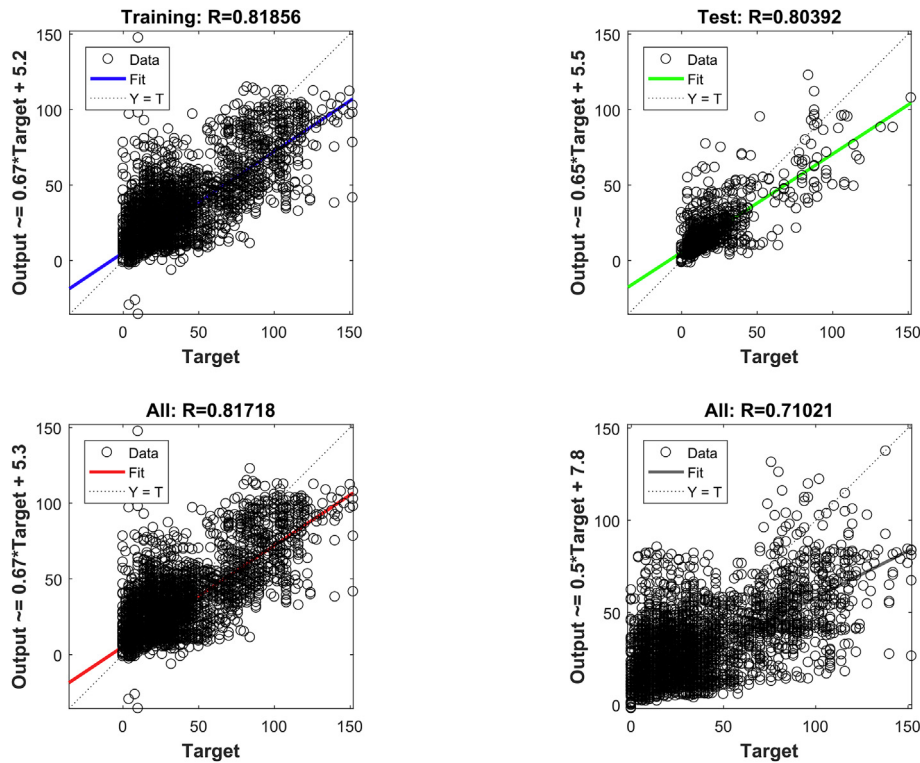 Training: R=0.81856
Output ~= 0.67*Target + 5.2
150
100
50
0
Data
Fit
Y = T
0 50 100 150
Target
Test: R=0.80392
Output ~= 0.65*Target + 5.5
150
100
50
0
Data
Fit
Y = T
0 50 100 150
Target
All: R=0.81718
Output ~= 0.67*Target + 5.3
150
100
50
0
Data
Fit
Y = T
0 50 100 150
Target
All: R=0.71021
Output ~= 0.5*Target + 7.8
150
100
50
0
Data
Fit
Y = T
0 50 100 150
Target